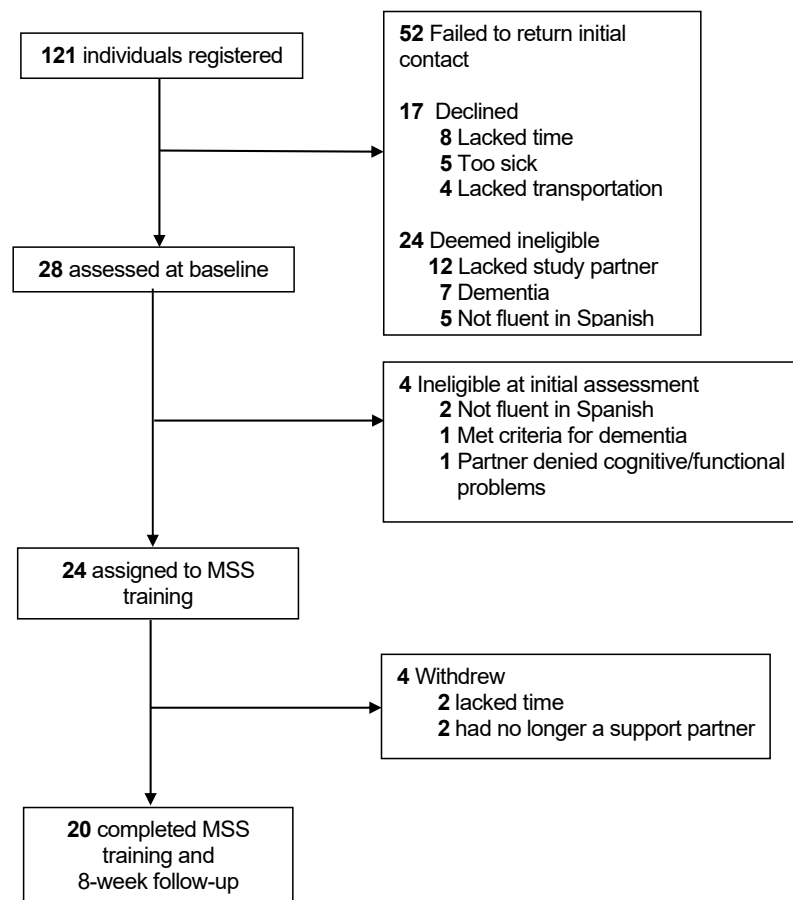 121 individuals registered
52 Failed to return initial
contact
17 Declined
8 Lacked time
5 Too sick
4 Lacked transportation
24 Deemed ineligible
12 Lacked study partner
7 Dementia
5 Not fluent in Spanish
28 assessed at baseline
4 Ineligible at initial assessment
2 Not fluent in Spanish
1 Met criteria for dementia
1 Partner denied cognitive/functional
problems
24 assigned to MSS
training
4 Withdrew
2 lacked time
2 had no longer a support partner
20 completed MSS
training and
8-week follow-up